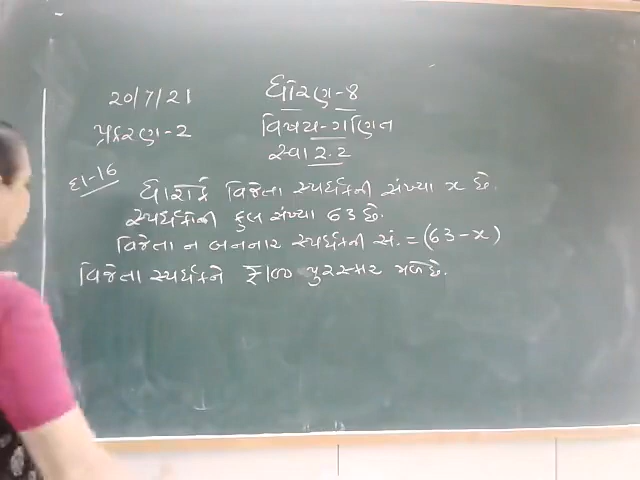 20/7/21
ધોરણ-8
પ્રકરણ-2
વિષય-ગણિત
સ્વા 2.2
દા-16
ધારોકે વિજેતા સ્પર્ધકની સંખ્યા x છે.
સ્પર્ધકોની કુલ સંખ્યા 63 છે.
વિજેતા ન બનનાર સ્પર્ધકની સં. = (63-x)
વિજેતા સ્પર્ધકને ₹100 પુરસ્કાર મળે છે.